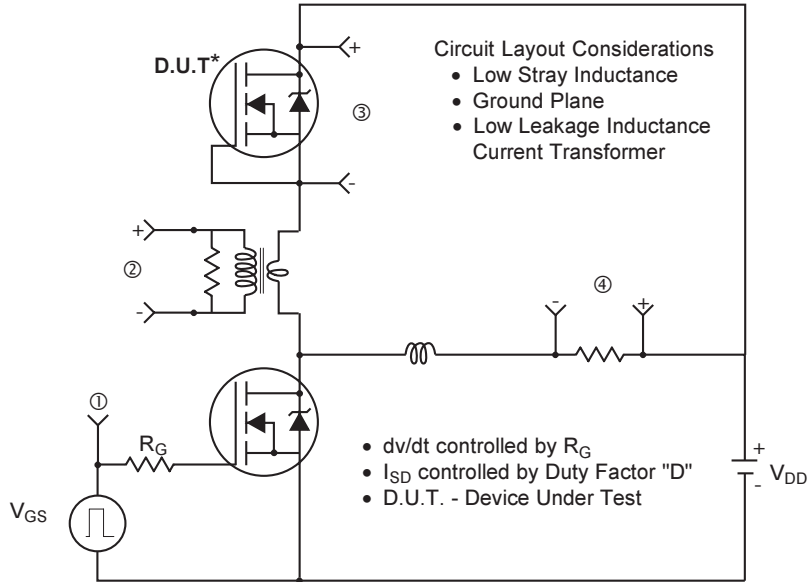 D.U.T*
+
-
③
Circuit Layout Considerations
• Low Stray Inductance
• Ground Plane
• Low Leakage Inductance
Current Transformer
+
②
-
④
-
+
①
RG
VGS
• dv/dt controlled by RG
• ISD controlled by Duty Factor "D"
• D.U.T. - Device Under Test
+
-
VDD